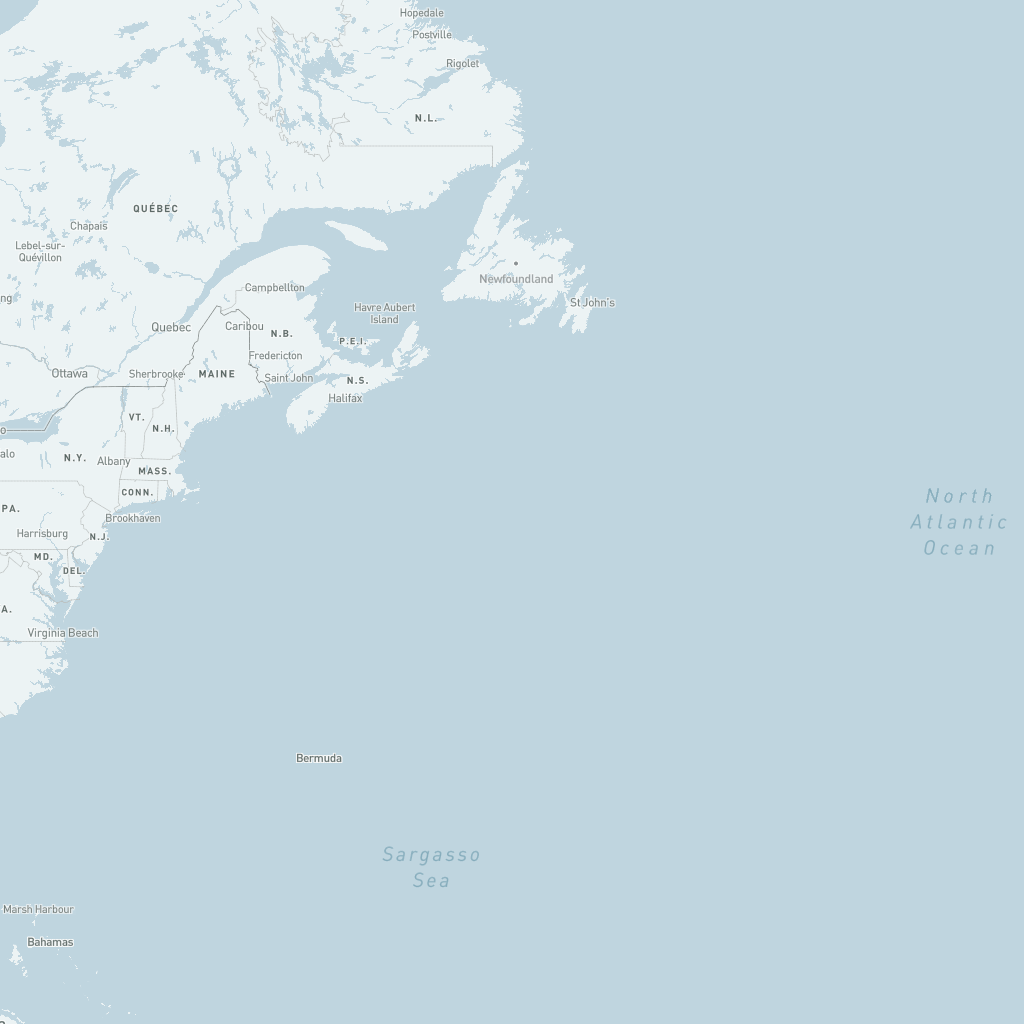 Hopedale
Postville
Rigolet
N.L.
QUÉBEC
Chapais
Lebel-sur-
Quévillon
Newfoundland
St John's
ng
Campbellton
Havre Aubert
Island
Quebec
Caribou
N.B.
P.E.I.
Fredericton
Ottawa
Sherbrooke
MAINE
Saint John
N.S.
Halifax
VT.
N.H.
o
alo
N.Y.
Albany
MASS.
CONN.
North
Atlantic
Ocean
PA.
Brookhaven
Harrisburg
N.J.
MD.
DEL.
A.
Virginia Beach
Bermuda
Sargasso
Sea
Marsh Harbour
Bahamas